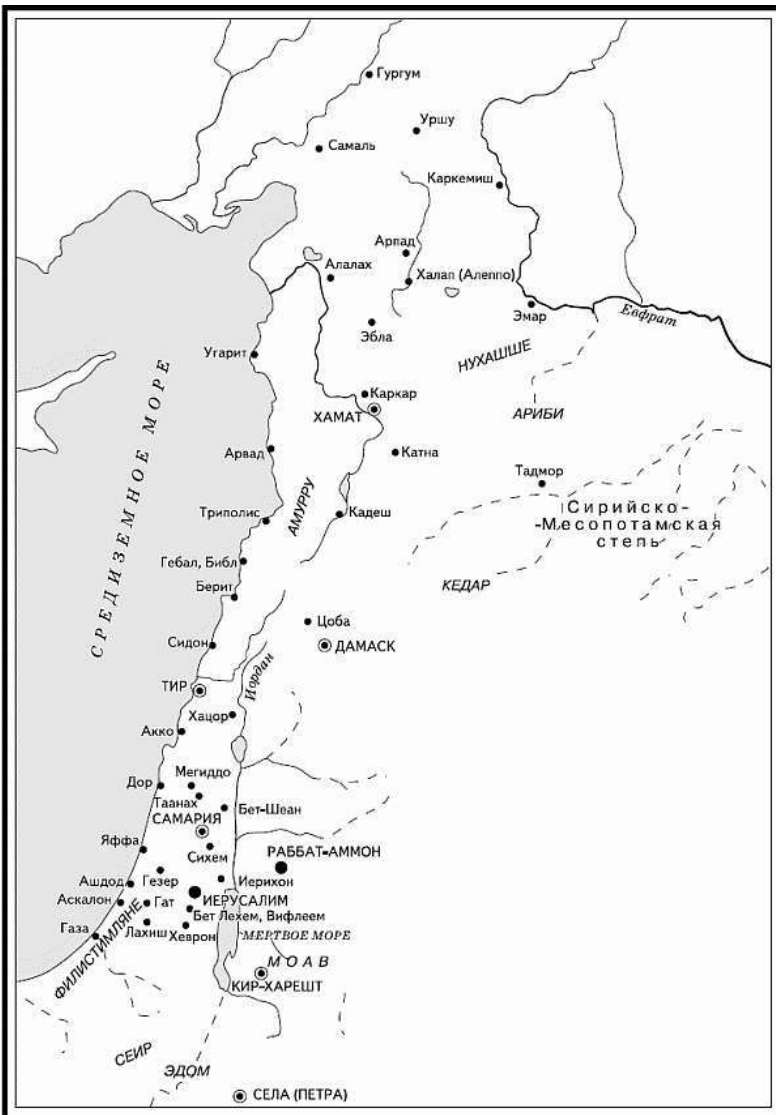 Гургум
Уршу
Самаль
Каркемиш
Арпад
Алалах
Халап (Алеппо)
Эмар
Евфрат
Эбла
Угарит
НУХАШШЕ
Каркар
ХАМАТ
АРИБИ
Арвад
Катна
Тадмор
СРЕДИЗЕМНОЕ МОРЕ
АМУРРУ
Триполис
Кадеш
Сирийско-
-Месопотамская
степь
Гебал, Библ
КЕДАР
Берит
Цоба
Сидон
ДАМАСК
Иордан
ТИР
Хацор
Акко
Дор
Мегиддо
Таанах
Бет-Шеан
САМАРИЯ
Яффа
Сихем
РАББАТ-АММОН
Ашдод
Гезер
Иерихон
Аскалон
Гат
ИЕРУСАЛИМ
Бет Лехем, Вифлеем
Газа
ФИЛИСТИМЛЯНЕ
Лахиш
Хеврон
МЕРТВОЕ МОРЕ
МОАВ
КИР-ХАРЕШТ
СЕИР
ЭДОМ
СЕЛА (ПЕТРА)